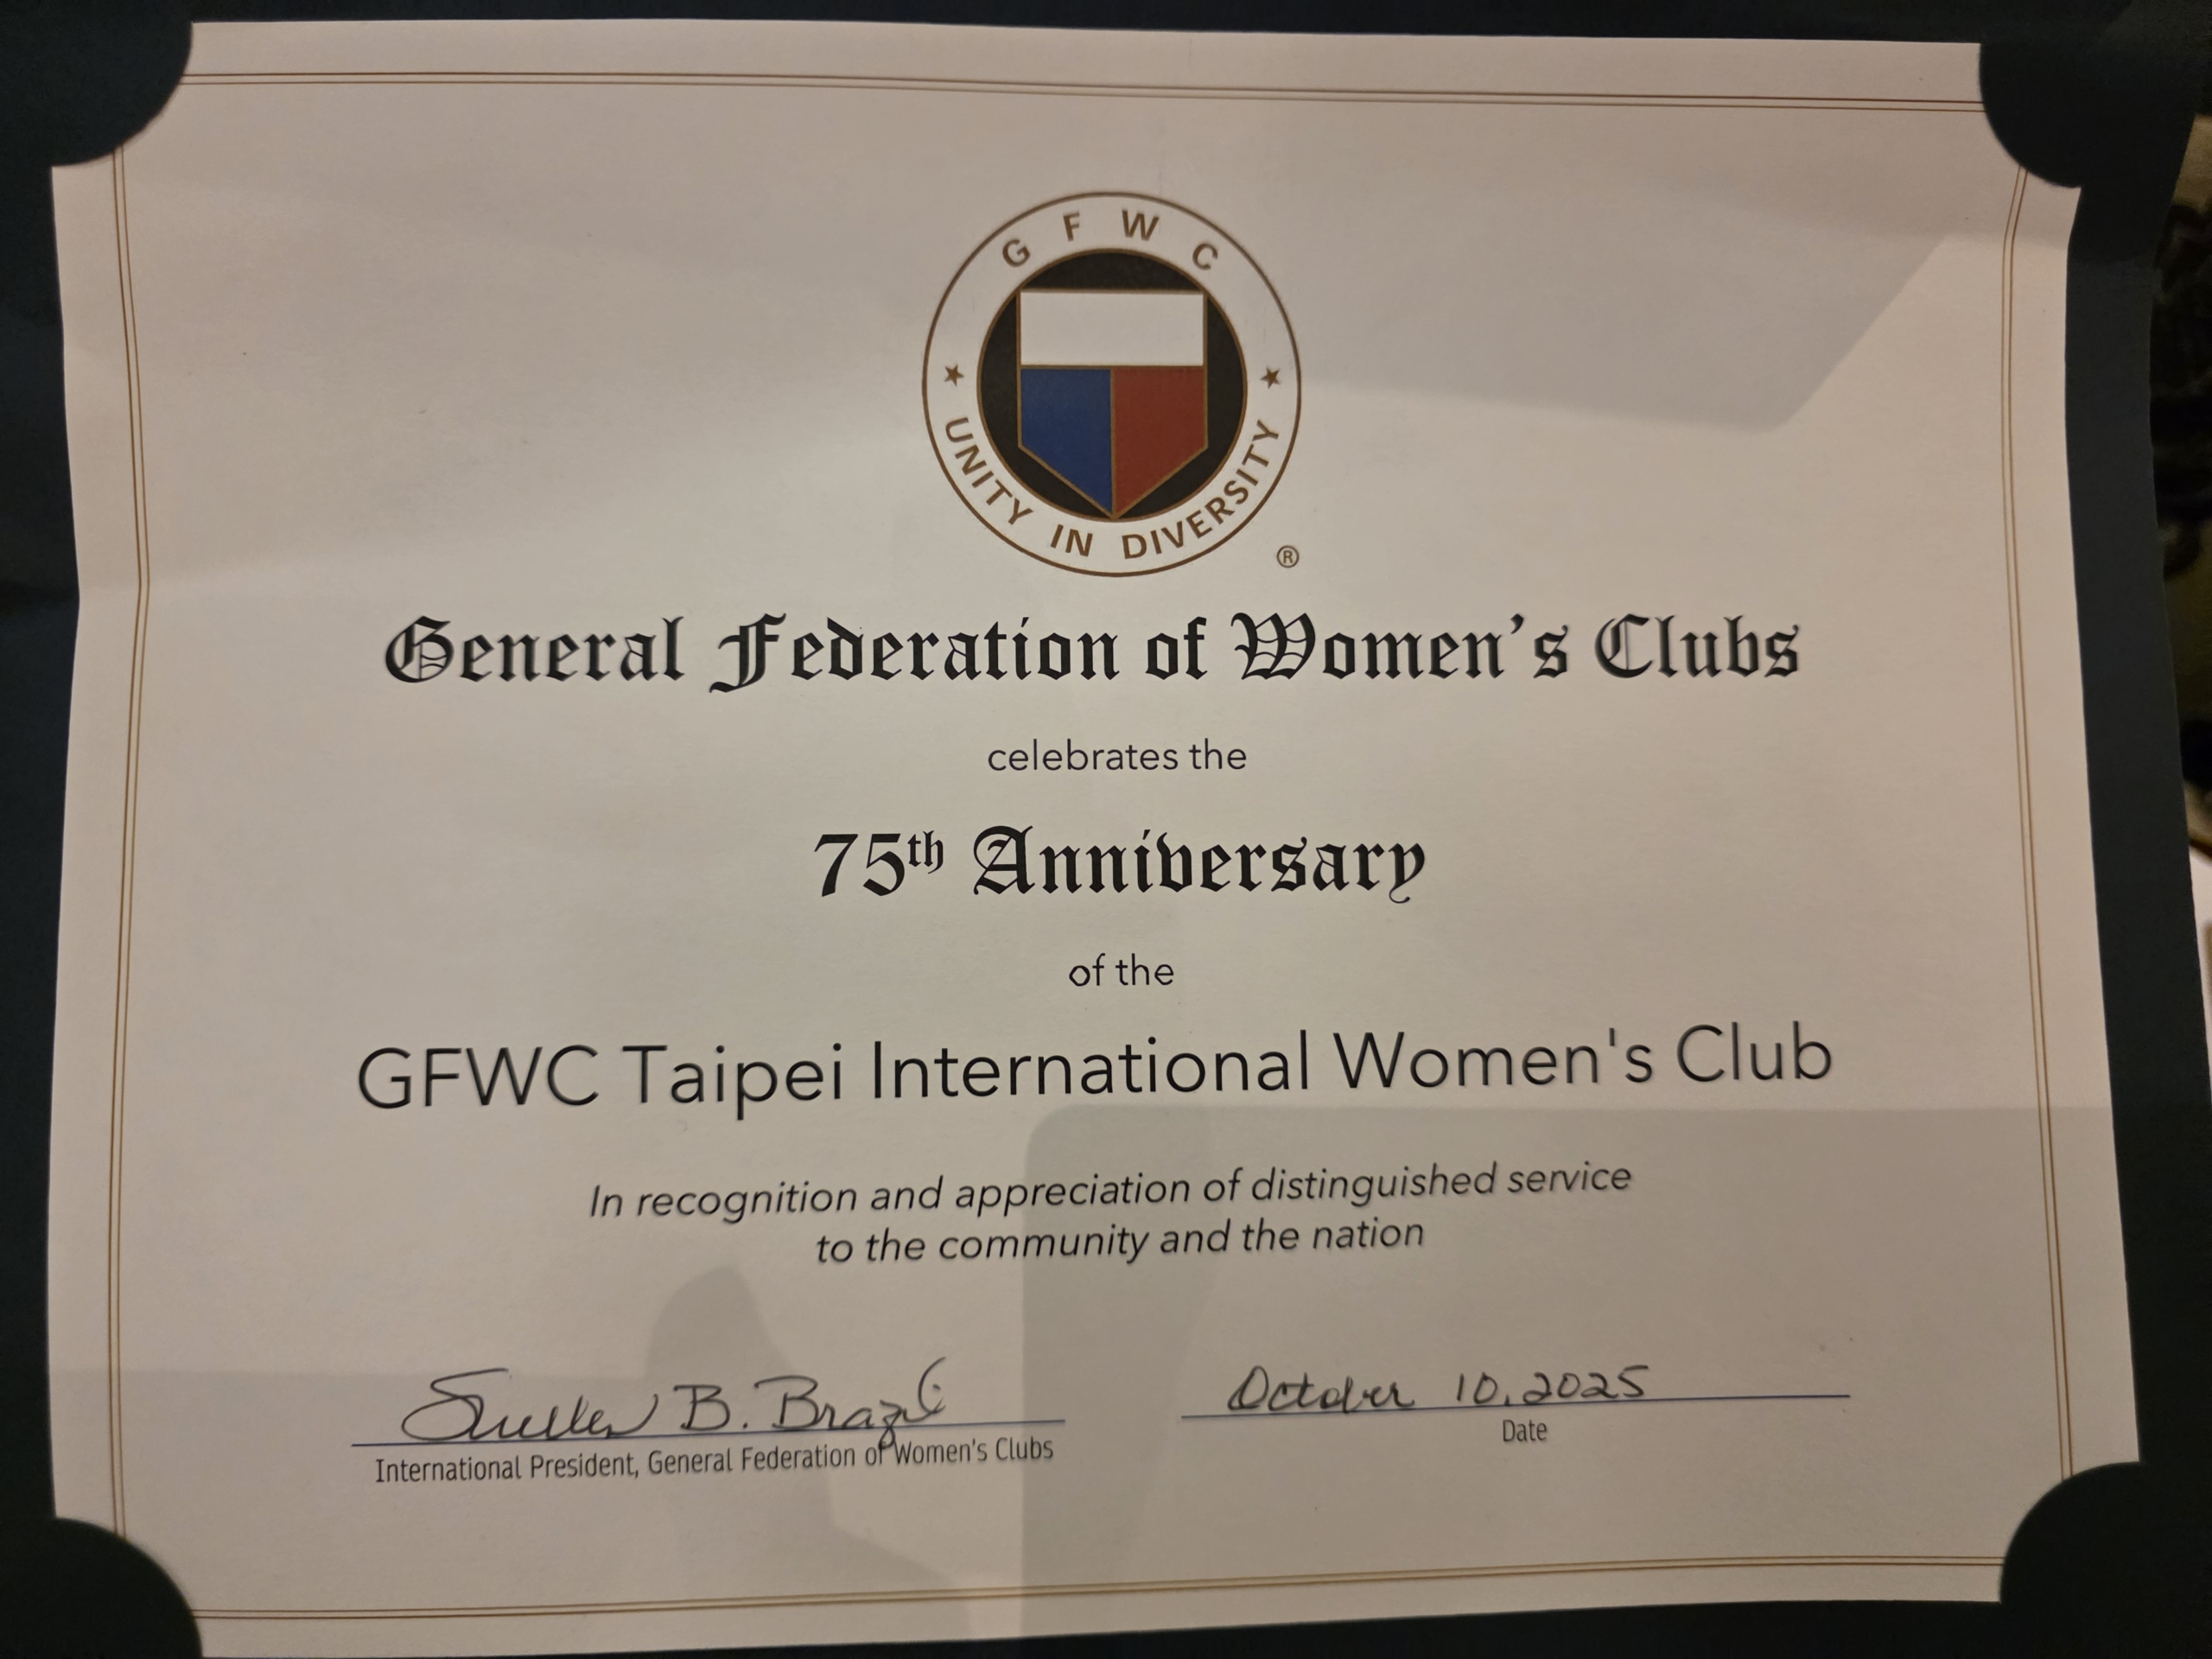 GFWC
UNITY IN DIVERSITY
®
General Federation of Women's Clubs
celebrates the
75th Anniversary
of the
GFWC Taipei International Women's Club
In recognition and appreciation of distinguished service
to the community and the nation
B. Brazil October 10, 2025
International President, General Federation of Women's Clubs Date